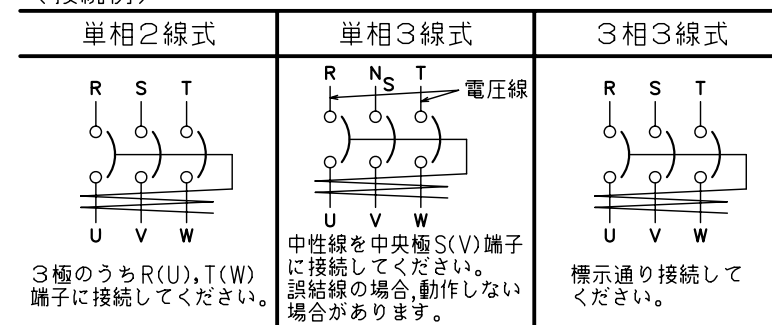 単相2線式
単相3線式
3相3線式
R S T
U V W
3極のうちR(U),T(W)
端子に接続してください。
R N S T
電圧線
U V W
中性線を中央極S(V)端子
に接続してください。
誤結線の場合,動作しない
場合があります。
R S T
U V W
標示通り接続して
ください。